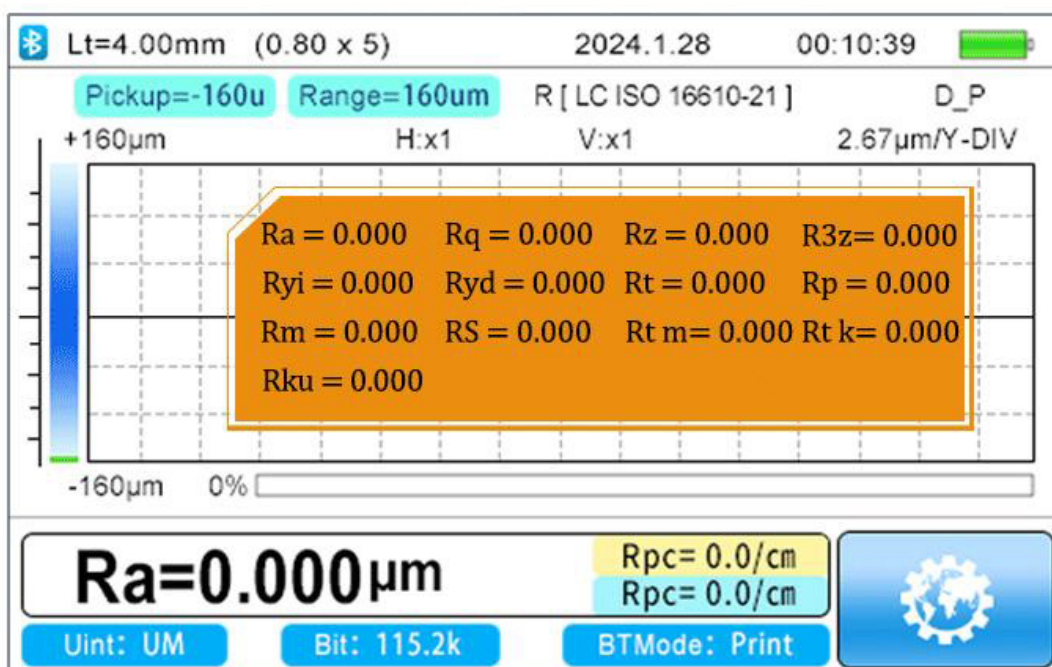 Lt=4.00mm (0.80 x 5) 2024.1.28 00:10:39
Pickup=-160u Range=160um R [ LC ISO 16610-21 ] D_P
+160μm H:x1 V:x1 2.67μm/Y-DIV
Ra = 0.000 Rq = 0.000 Rz = 0.000 R3z= 0.000
Ryi = 0.000 Ryd = 0.000 Rt = 0.000 Rp = 0.000
Rm = 0.000 RS = 0.000 Rt m= 0.000 Rt k= 0.000
Rku = 0.000
-160μm 0%
Ra=0.000μm
Rpc= 0.0/cm
Rpc= 0.0/cm
Uint: UM Bit: 115.2k BTMode: Print